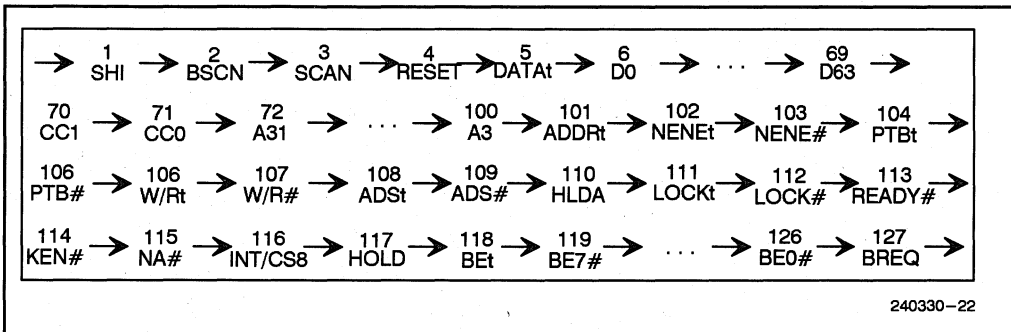 1 2 3 4 5 6 69
SHI BSCN SCAN RESET DATAt D0 ... D63
70 71 72 100 101 102 103 104
CC1 CC0 A31 ... A3 ADDRt NENEt NENE# PTBt
106 106 107 108 109 110 111 112 113
PTB# W/Rt W/R# ADSt ADS# HLDA LOCKt LOCK# READY#
114 115 116 117 118 119 126 127
KEN# NA# INT/CS8 HOLD BEt BE7# ... BE0# BREQ
240330-22